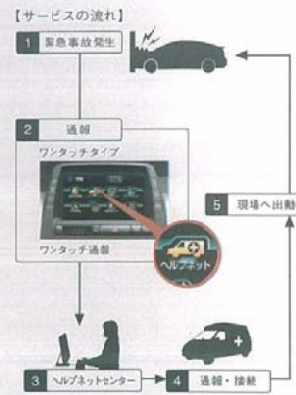 【サービスの流れ】
1 緊急事故発生
2 通報
ワンタッチタイプ
ヘルプネット
ワンタッチ通報
5 現場へ出動
3 ヘルプネットセンター
4 通報・接続